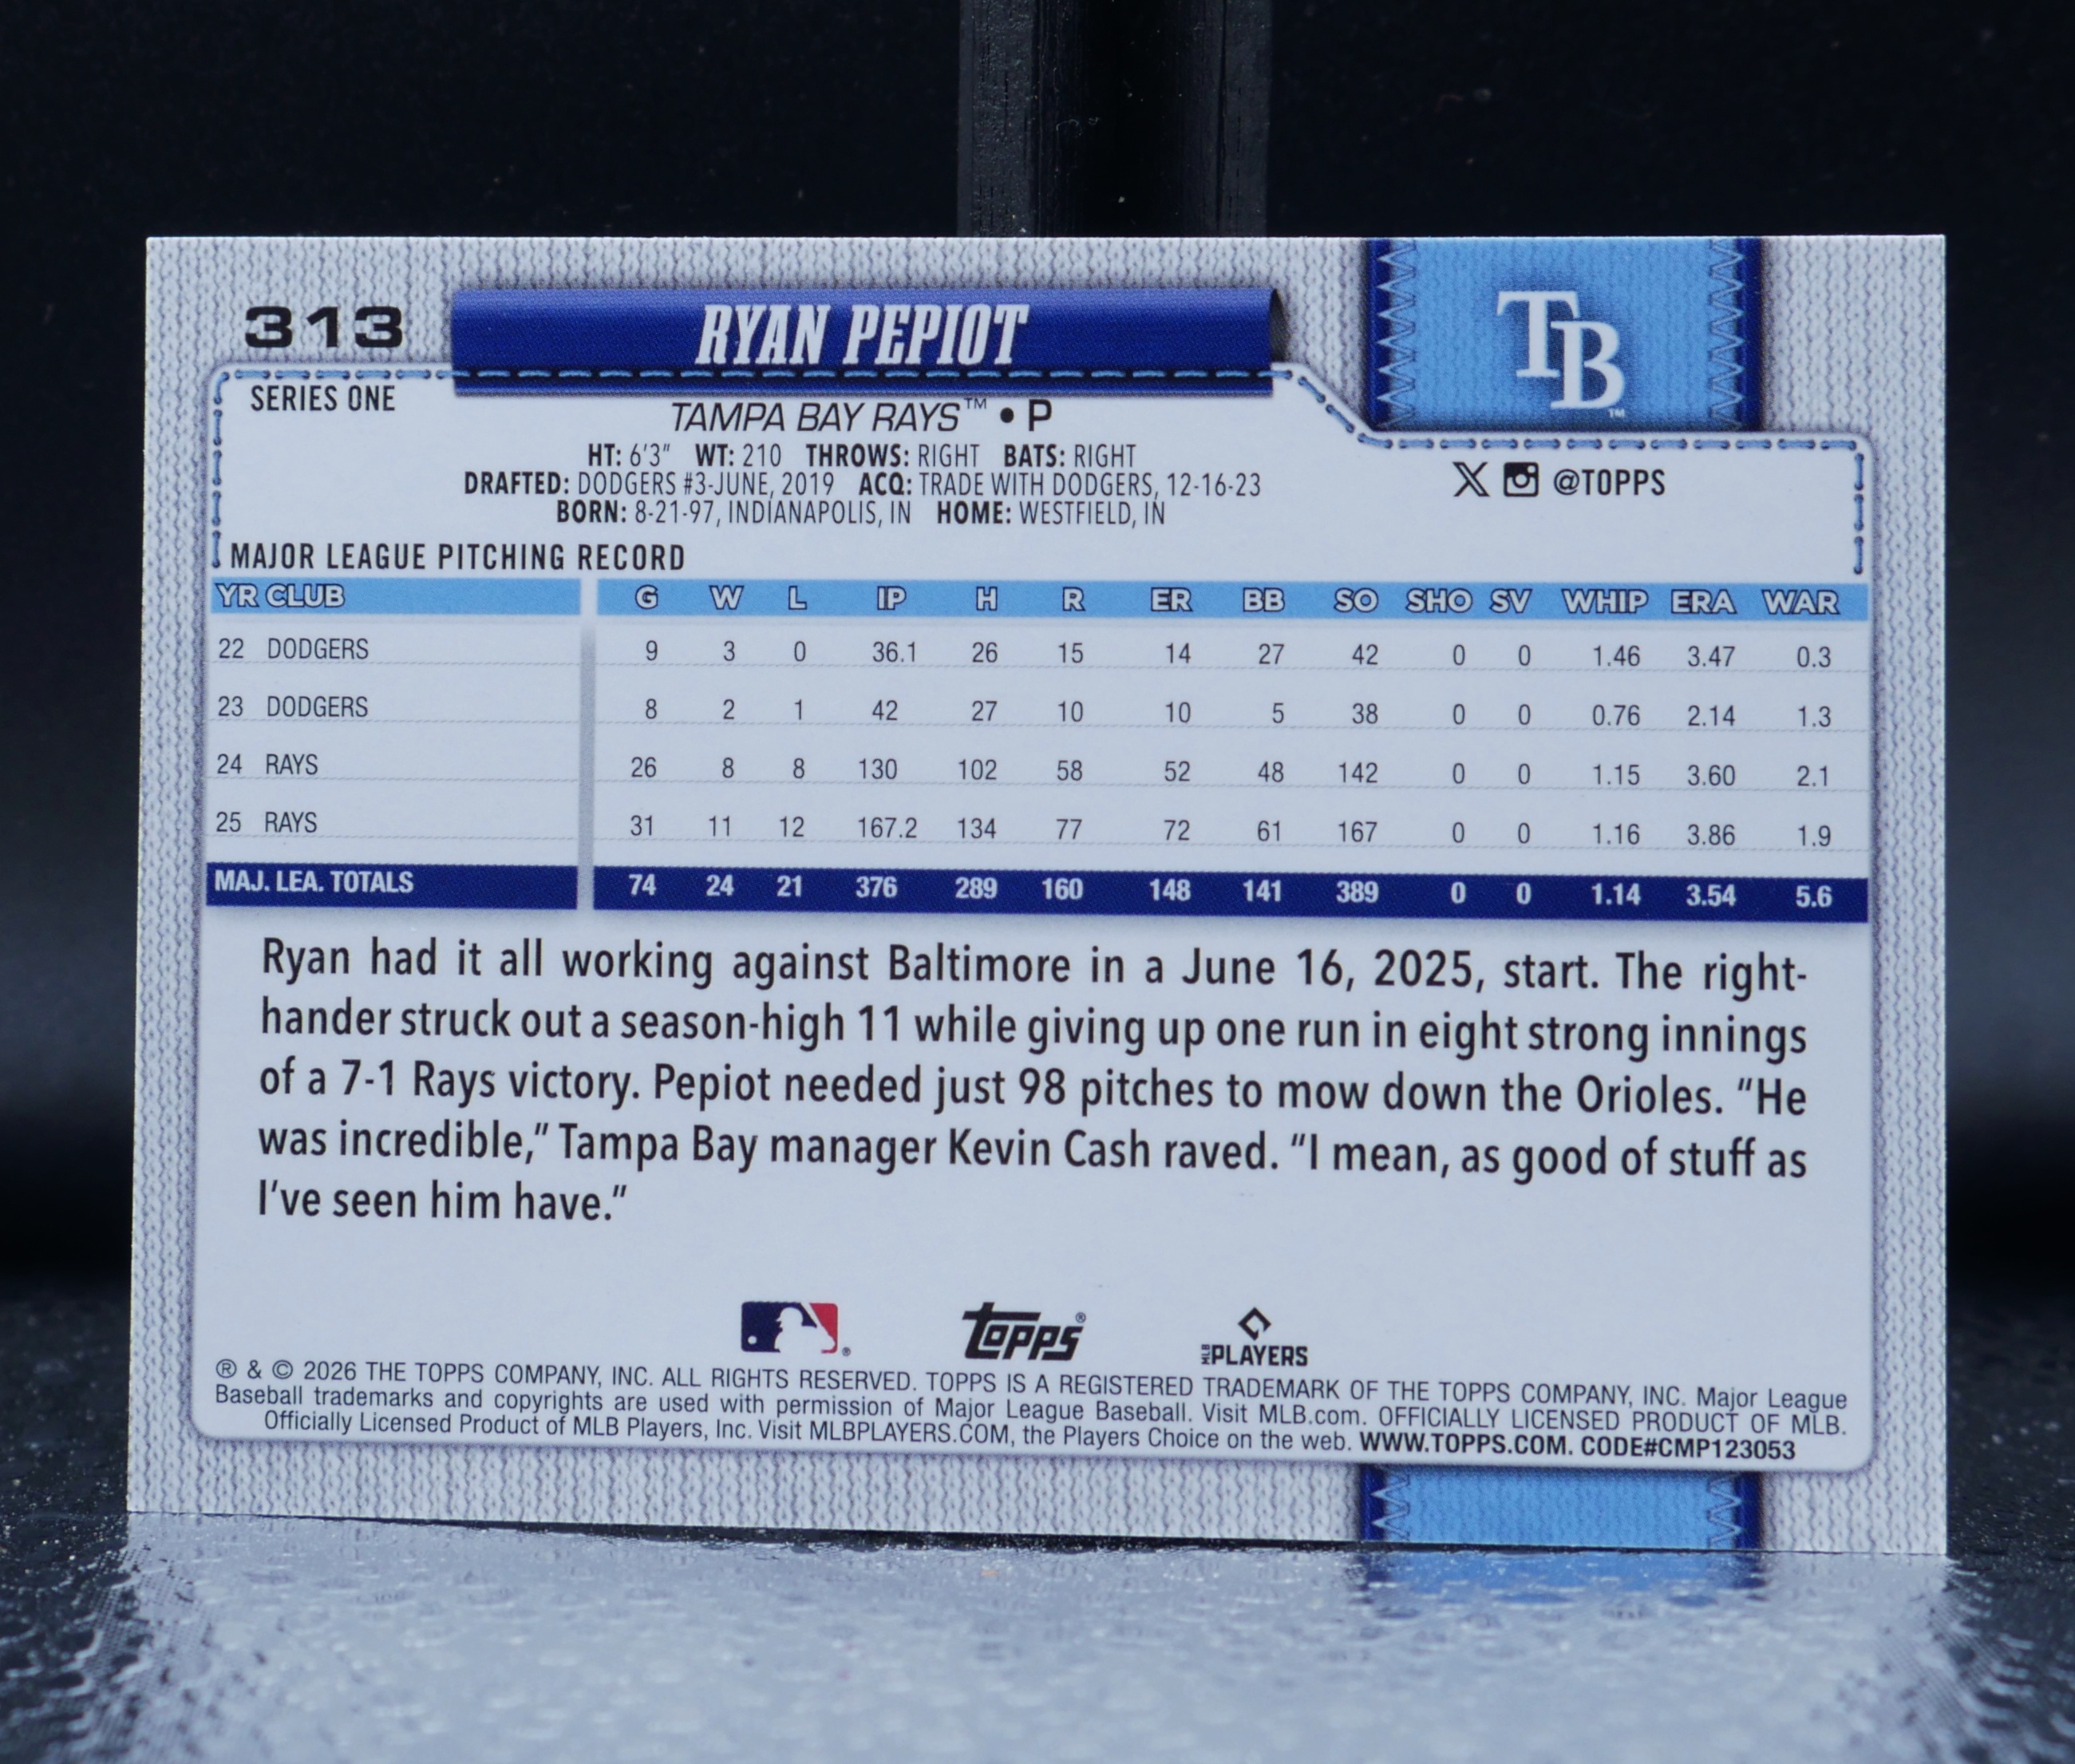 313
RYAN PEPIOT
TB™
SERIES ONE
TAMPA BAY RAYS™ • P
HT: 6'3" WT: 210 THROWS: RIGHT BATS: RIGHT
DRAFTED: DODGERS #3-JUNE, 2019 ACQ: TRADE WITH DODGERS, 12-16-23
BORN: 8-21-97, INDIANAPOLIS, IN HOME: WESTFIELD, IN
X @TOPPS
MAJOR LEAGUE PITCHING RECORD
YR CLUB G W L IP H R ER BB SO SHO SV WHIP ERA WAR
22 DODGERS 9 3 0 36.1 26 15 14 27 42 0 0 1.46 3.47 0.3
23 DODGERS 8 2 1 42 27 10 10 5 38 0 0 0.76 2.14 1.3
24 RAYS 26 8 8 130 102 58 52 48 142 0 0 1.15 3.60 2.1
25 RAYS 31 11 12 167.2 134 77 72 61 167 0 0 1.16 3.86 1.9
MAJ. LEA. TOTALS 74 24 21 376 289 160 148 141 389 0 0 1.14 3.54 5.6
Ryan had it all working against Baltimore in a June 16, 2025, start. The right-
hander struck out a season-high 11 while giving up one run in eight strong innings
of a 7-1 Rays victory. Pepiot needed just 98 pitches to mow down the Orioles. "He
was incredible," Tampa Bay manager Kevin Cash raved. "I mean, as good of stuff as
I've seen him have."
® topps® MLB PLAYERS
® & © 2026 THE TOPPS COMPANY, INC. ALL RIGHTS RESERVED. TOPPS IS A REGISTERED TRADEMARK OF THE TOPPS COMPANY, INC. Major League
Baseball trademarks and copyrights are used with permission of Major League Baseball. Visit MLB.com. OFFICIALLY LICENSED PRODUCT OF MLB.
Officially Licensed Product of MLB Players, Inc. Visit MLBPLAYERS.COM, the Players Choice on the web. WWW.TOPPS.COM. CODE#CMP123053